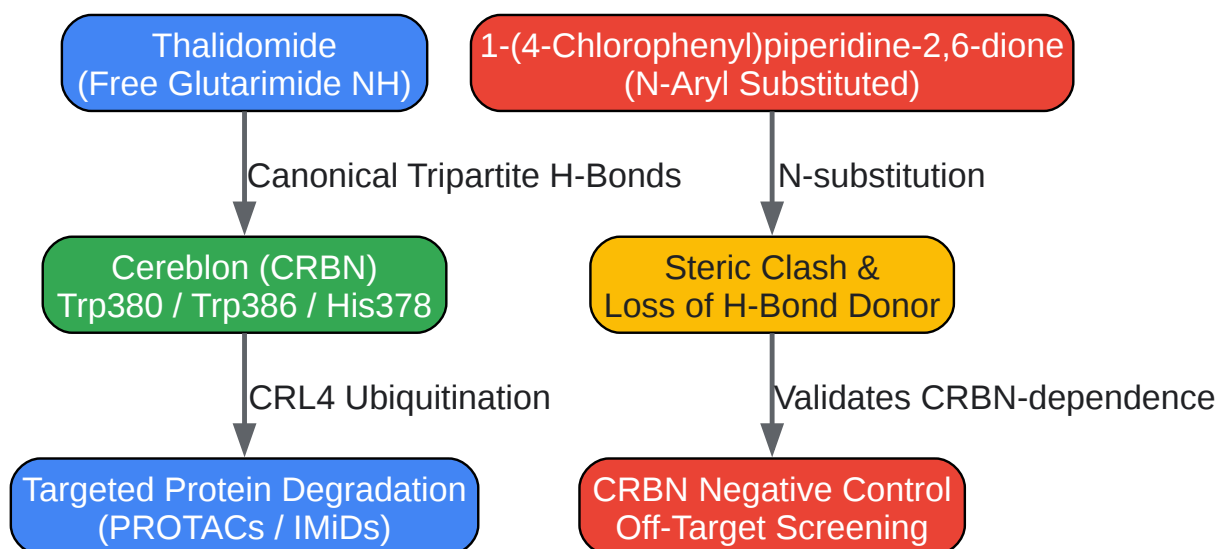 Thalidomide
(Free Glutarimide NH)
1-(4-Chlorophenyl)piperidine-2,6-dione
(N-Aryl Substituted)
Canonical Tripartite H-Bonds
N-substitution
Cereblon (CRBN)
Trp380 / Trp386 / His378
Steric Clash &
Loss of H-Bond Donor
CRL4 Ubiquitination
Validates CRBN-dependence
Targeted Protein Degradation
(PROTACs / IMiDs)
CRBN Negative Control
Off-Target Screening